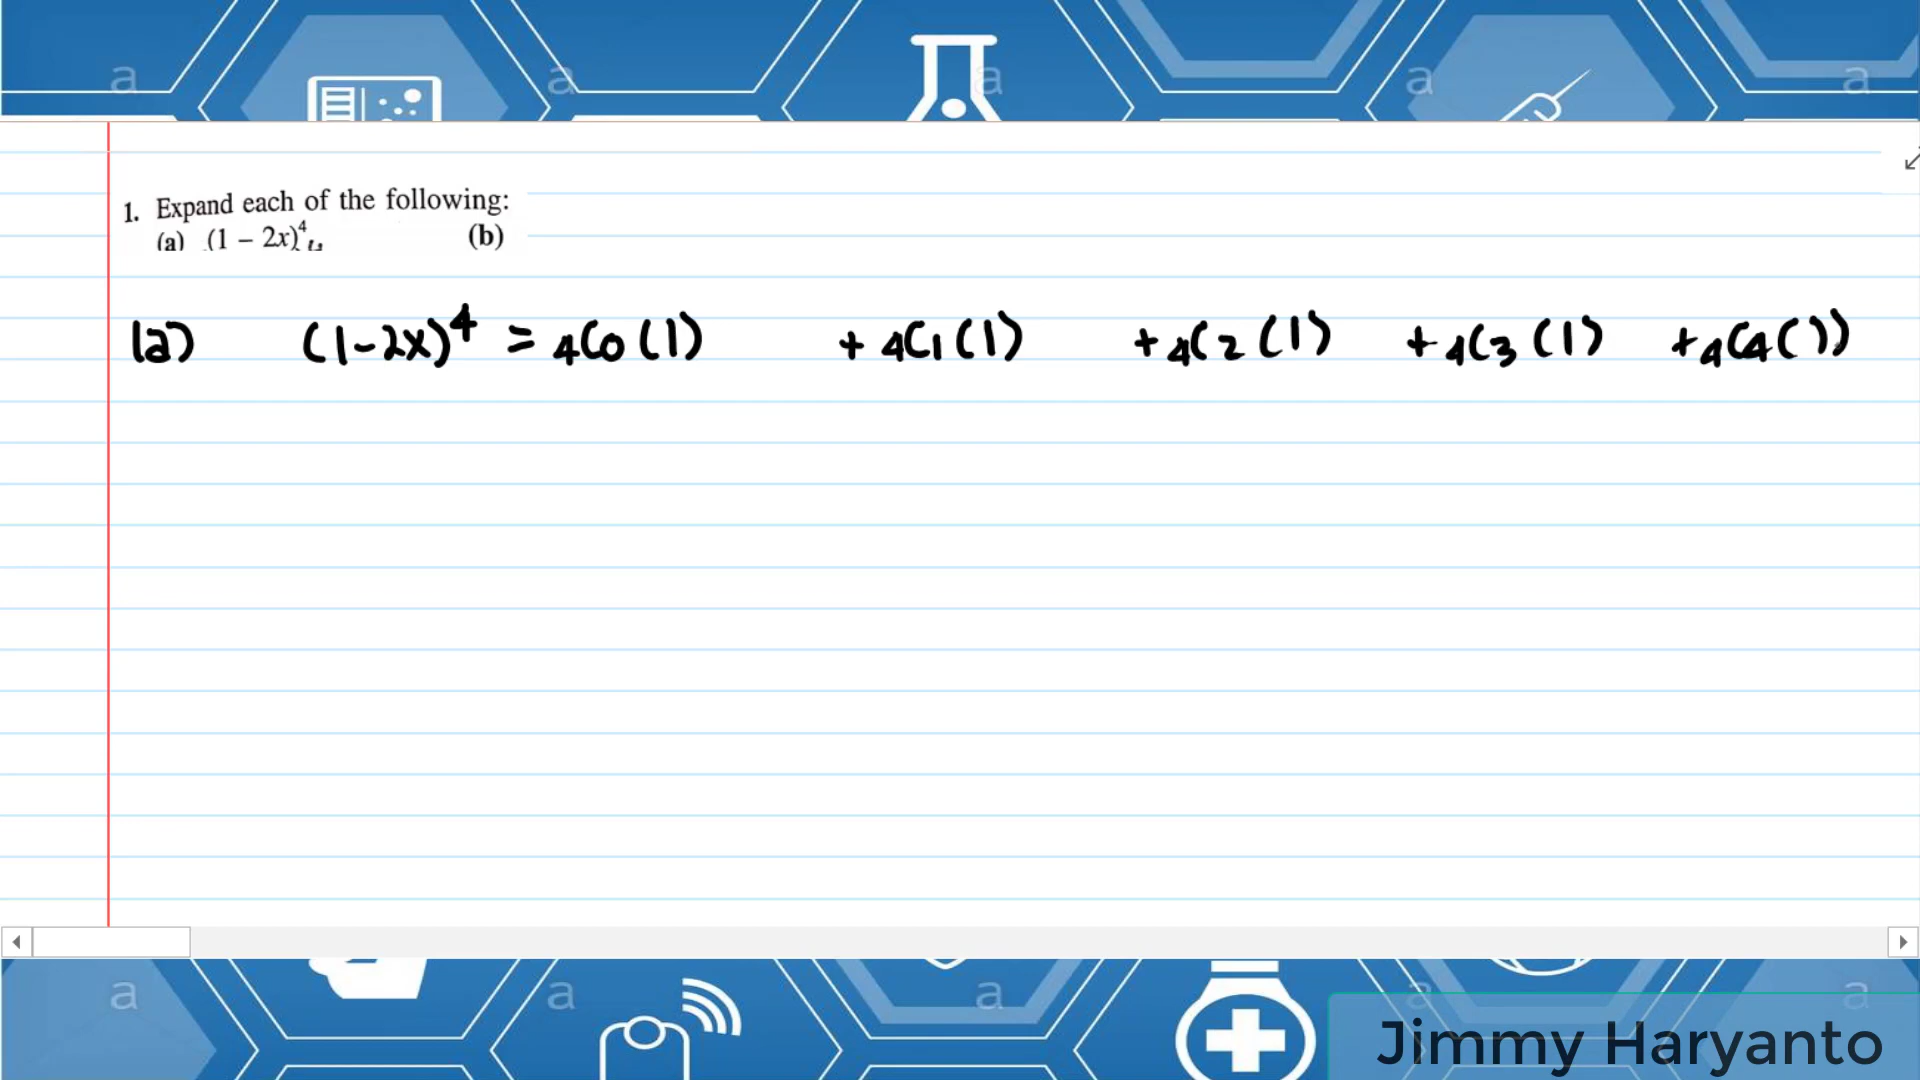 1. Expand each of the following:
(a) (1 – 2x)⁴ (b)
(a) (1-2x)⁴ = ₄C₀ (1) + ₄C₁ (1) + ₄C₂ (1) + ₄C₃ (1) + ₄C₄ ( ))
Jimmy Haryanto